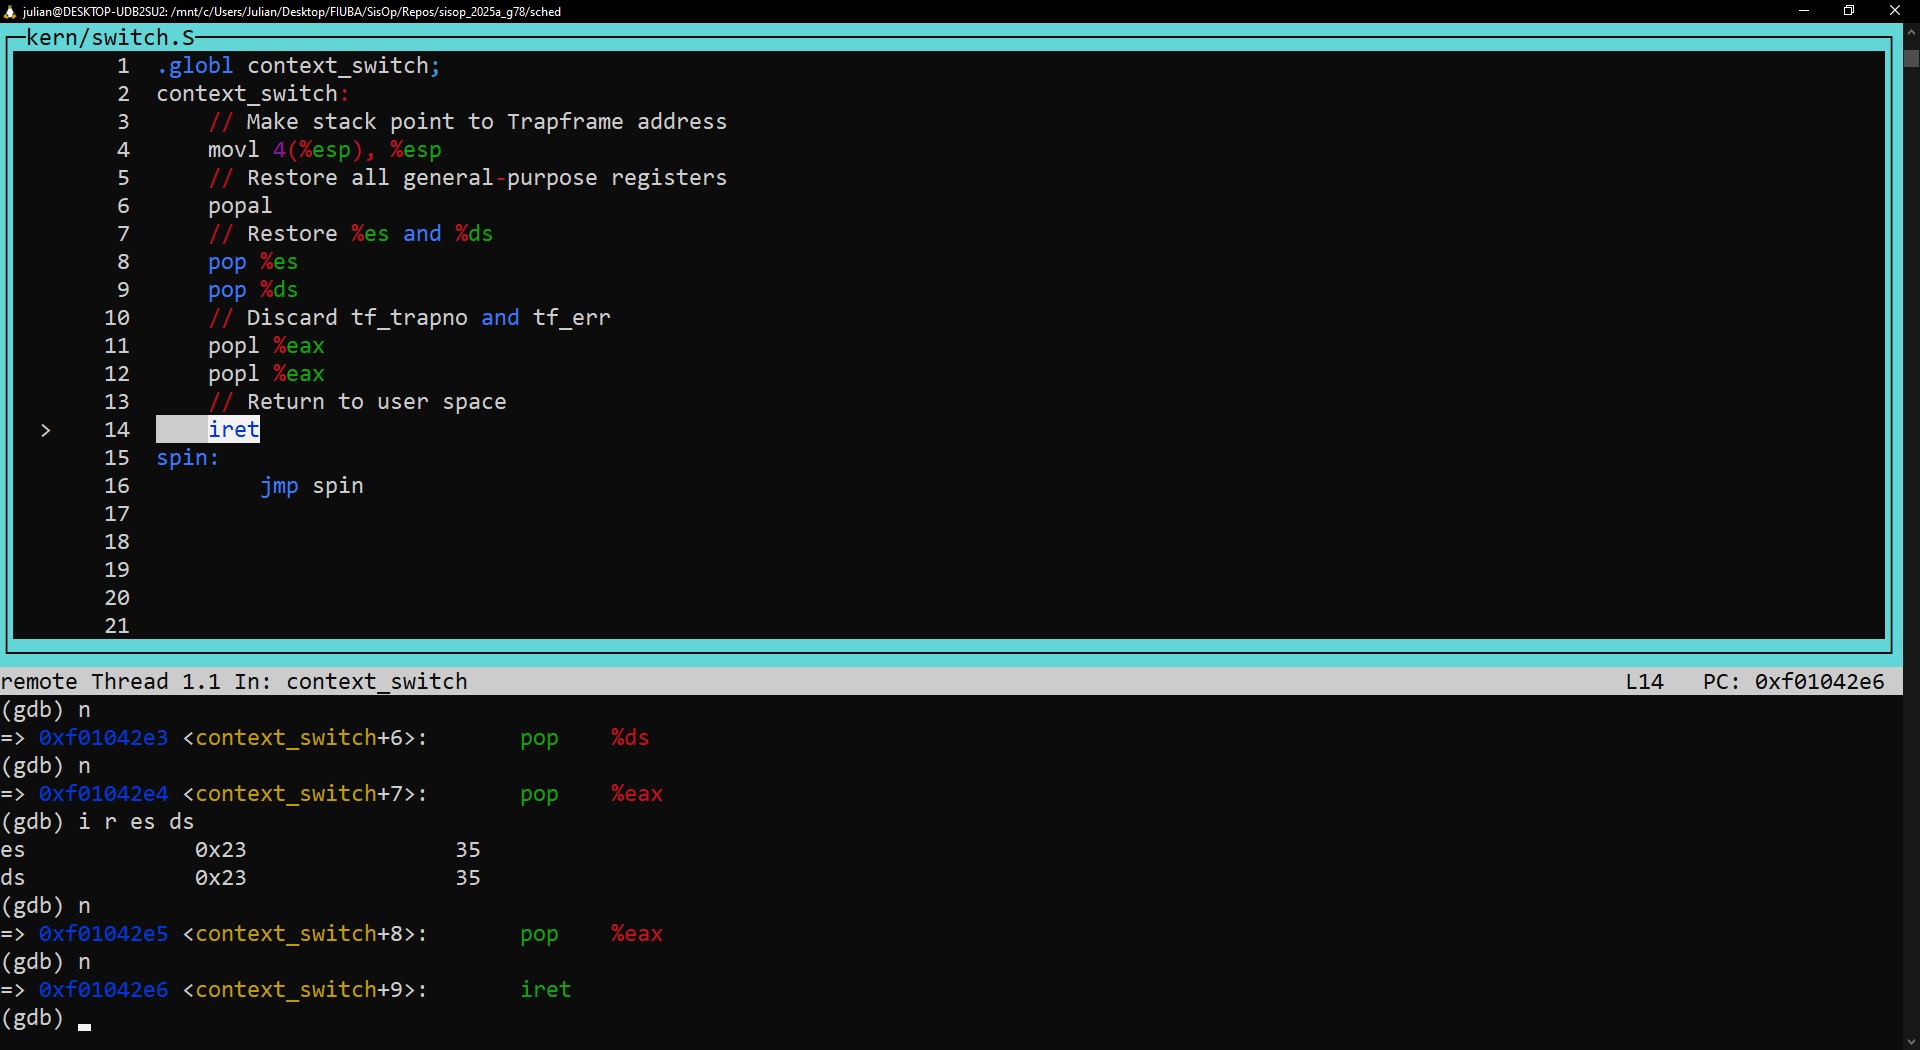 julian@DESKTOP-UDB2SU2: /mnt/c/Users/Julian/Desktop/FIUBA/SisOp/Repos/sisop_2025a_g78/sched
kern/switch.S
1 .globl context_switch;
2 context_switch:
3 // Make stack point to Trapframe address
4 movl 4(%esp), %esp
5 // Restore all general-purpose registers
6 popal
7 // Restore %es and %ds
8 pop %es
9 pop %ds
10 // Discard tf_trapno and tf_err
11 popl %eax
12 popl %eax
13 // Return to user space
> 14 iret
15 spin:
16 jmp spin
17
18
19
20
21
remote Thread 1.1 In: context_switch L14 PC: 0xf01042e6
(gdb) n
=> 0xf01042e3 <context_switch+6>: pop %ds
(gdb) n
=> 0xf01042e4 <context_switch+7>: pop %eax
(gdb) i r es ds
es 0x23 35
ds 0x23 35
(gdb) n
=> 0xf01042e5 <context_switch+8>: pop %eax
(gdb) n
=> 0xf01042e6 <context_switch+9>: iret
(gdb)